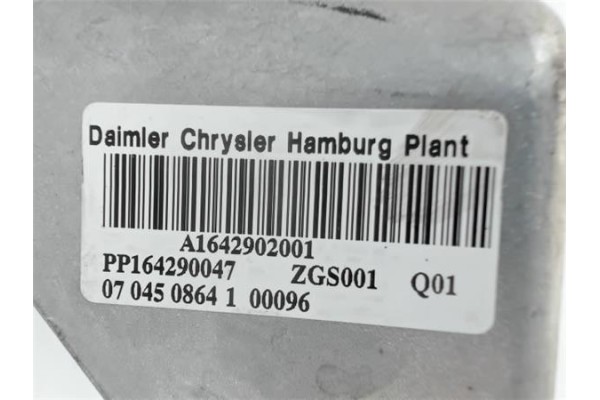 Daimler Chrysler Hamburg Plant
A1642902001
PP164290047 ZGS001 Q01
07 045 0864 1 00096